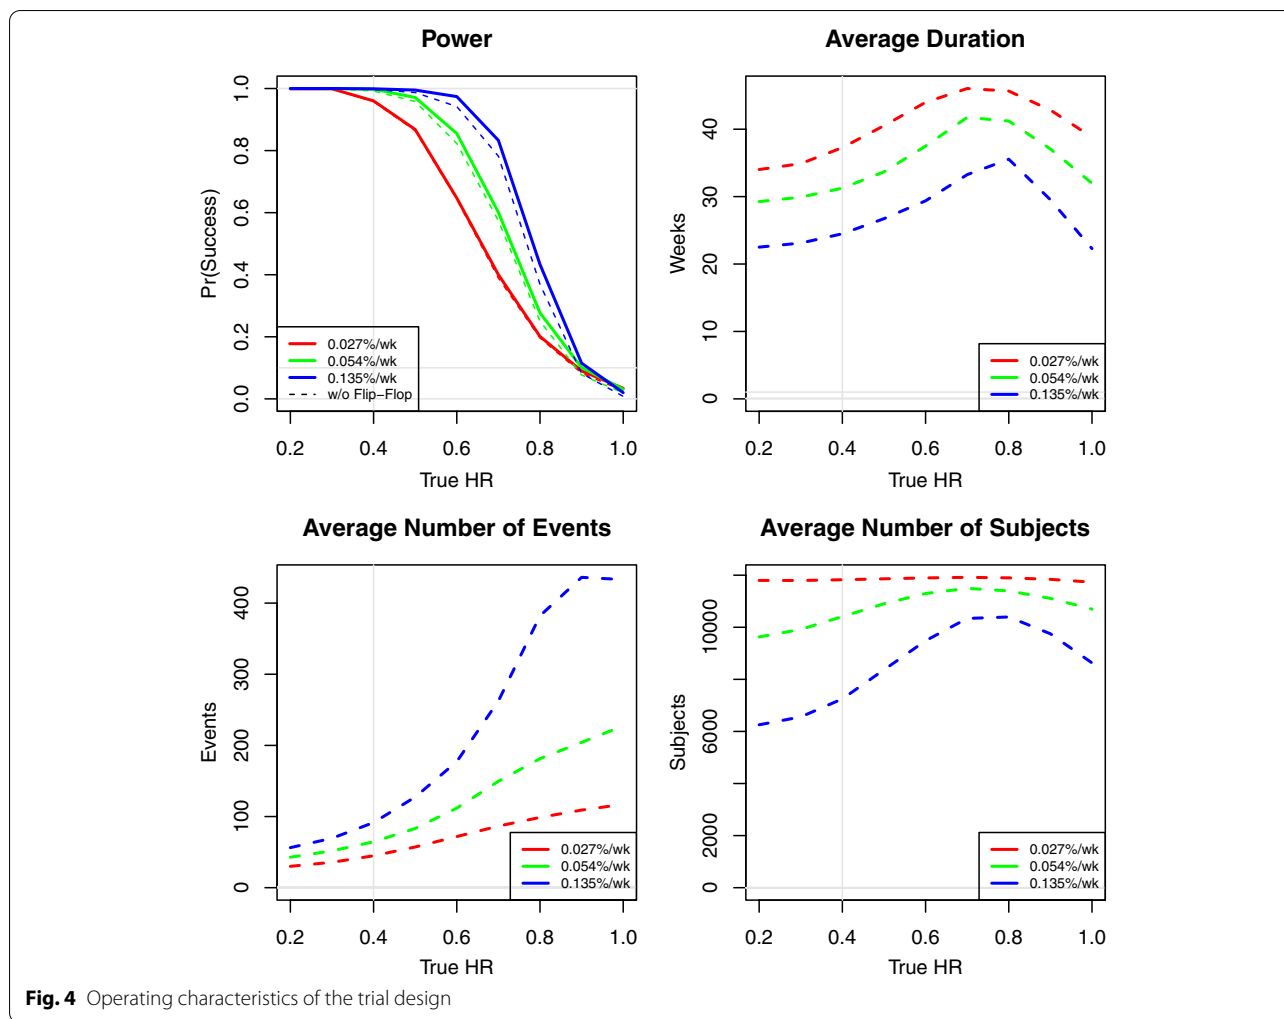 Power
Pr(Success)
1.0
0.8
0.6
0.4
0.2
0.0
0.027%/wk
0.054%/wk
0.135%/wk
w/o Flip−Flop
0.2 0.4 0.6 0.8 1.0
True HR
Average Duration
Weeks
40
30
20
10
0
0.027%/wk
0.054%/wk
0.135%/wk
0.2 0.4 0.6 0.8 1.0
True HR
Average Number of Events
Events
400
300
200
100
0
0.027%/wk
0.054%/wk
0.135%/wk
0.2 0.4 0.6 0.8 1.0
True HR
Average Number of Subjects
Subjects
10000
6000
2000
0
0.027%/wk
0.054%/wk
0.135%/wk
0.2 0.4 0.6 0.8 1.0
True HR
Fig. 4 Operating characteristics of the trial design